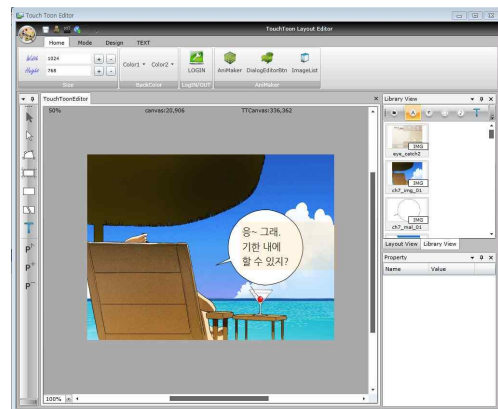 Touch Toon Editor
TouchToon Layout Editor
Home Mode Design TEXT
Width 1024 + -
Height 768 + -
Color1 Color2
LOGIN
AniMaker DialogEditorBtn ImageList
Size BackColor LogIN/OUT AniMaker
TouchToonEditor
Library View
50% canvas:20,906 TTCanvas:336,362
IMG
eye_catch2
IMG
ch7_img_01
IMG
ch7_mal_01
Layout View Library View
Property
Name Value
T
P
P+
P-
응~ 그래.
기한 내에
할 수 있지?
100%